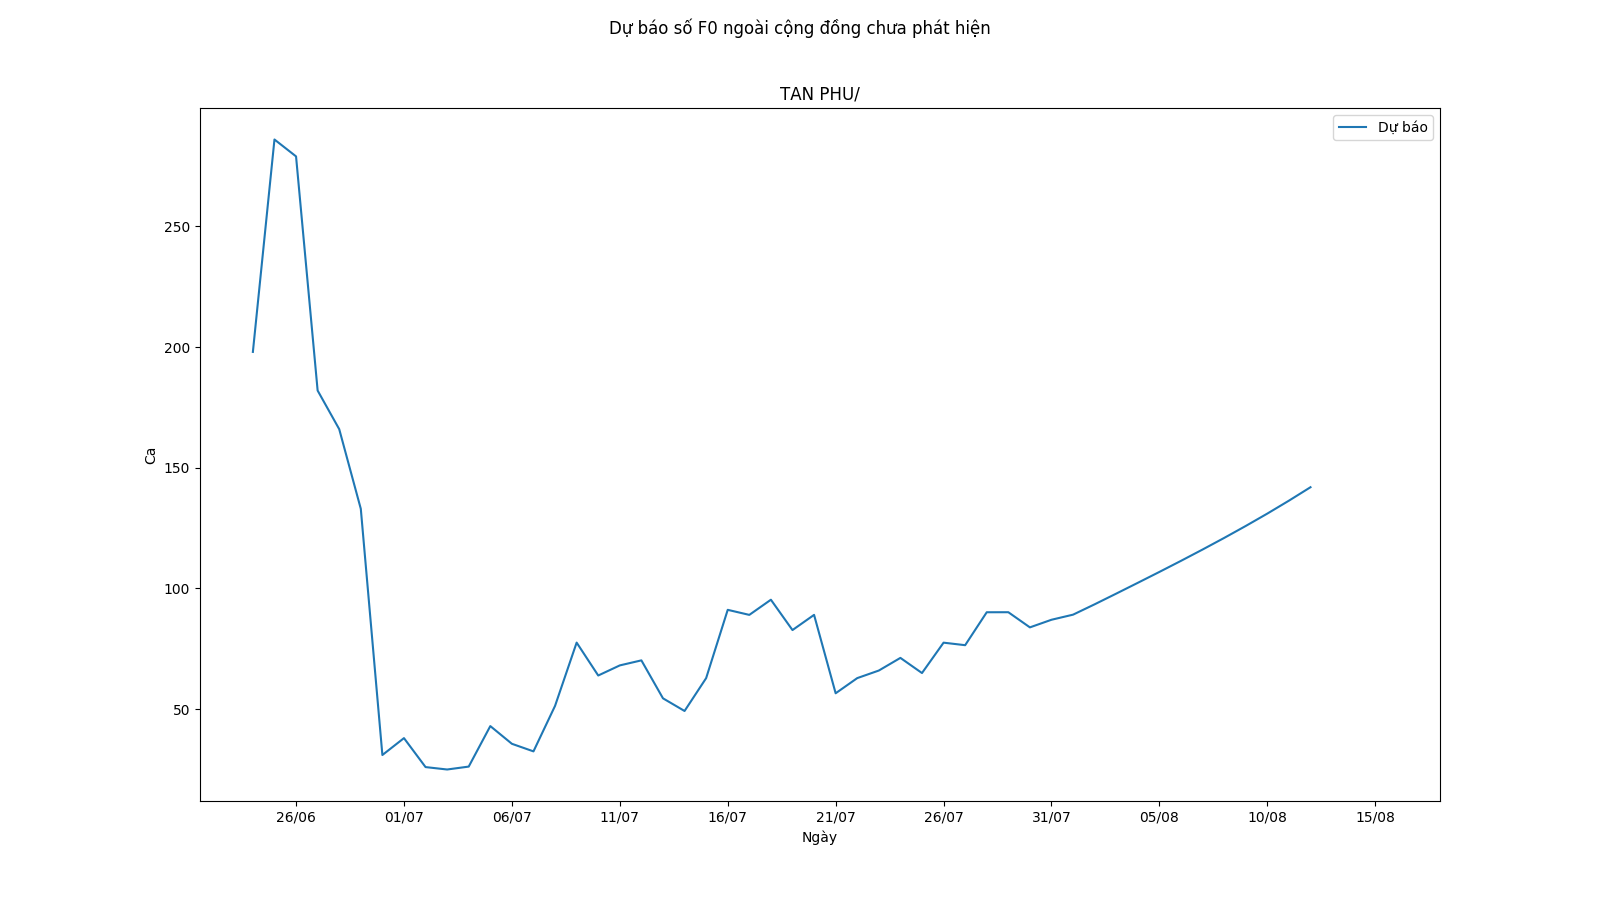 Dự báo số F0 ngoài cộng đồng chưa phát hiện
TAN PHU/
Dự báo
250
200
150
100
50
Ca
26/06 01/07 06/07 11/07 16/07 21/07 26/07 31/07 05/08 10/08 15/08
Ngày